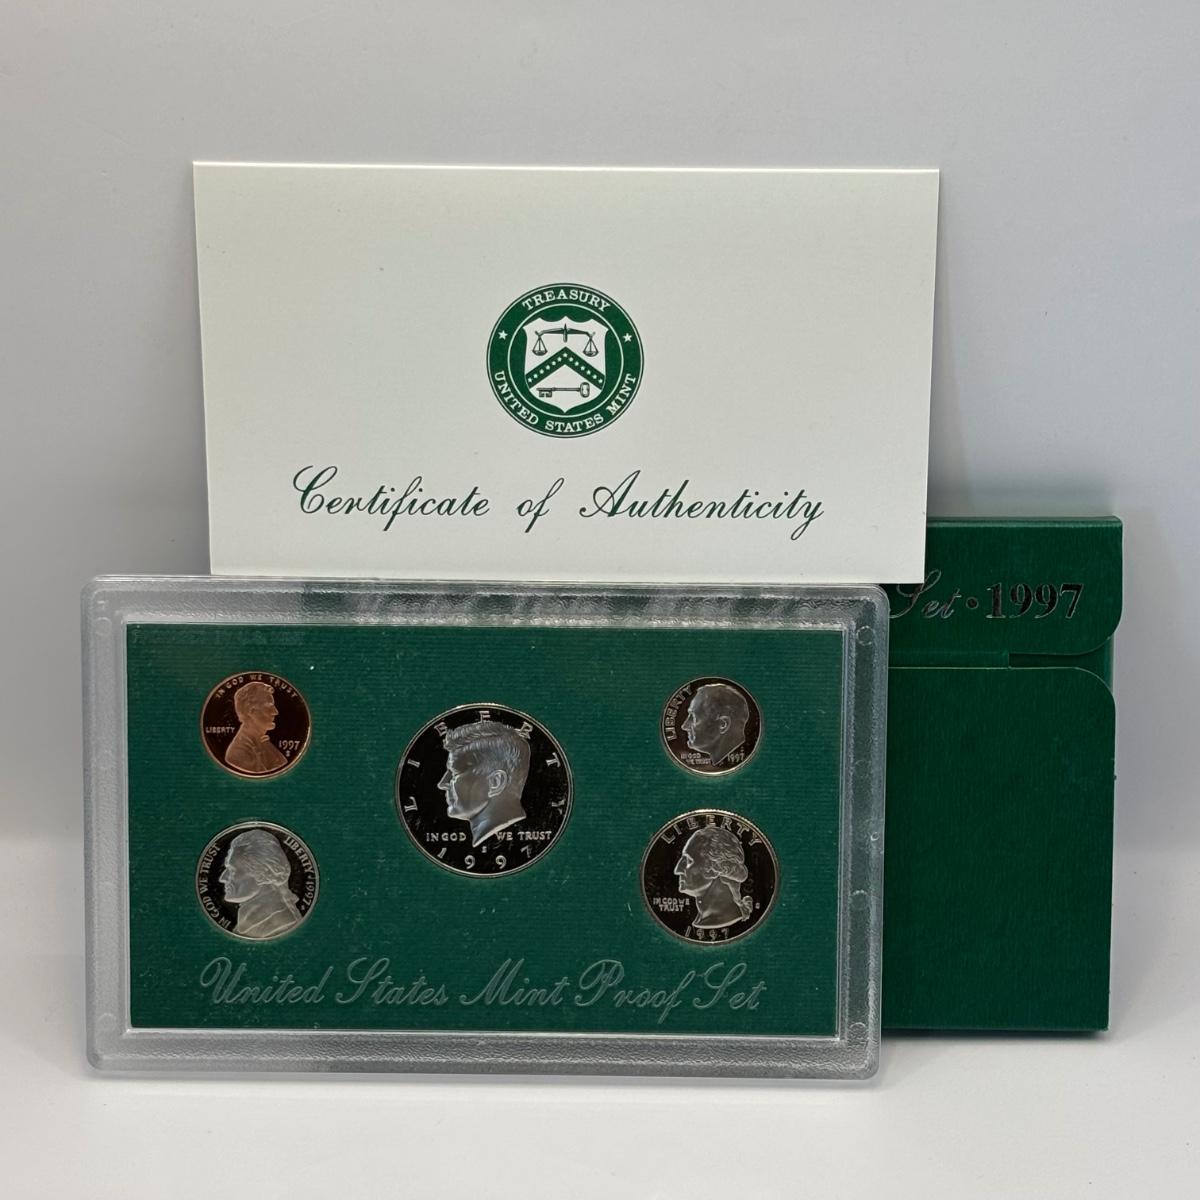 TREASURY
UNITED STATES MINT
Certificate of Authenticity
Set · 1997
IN GOD WE TRUST
LIBERTY
1997
S
LIBERTY
IN GOD WE TRUST
S
1997
LIBERTY
IN GOD
WE TRUST
1997
IN GOD WE TRUST
LIBERTY · 1997
LIBERTY
IN GOD WE
TRUST
S
1997
United States Mint Proof Set